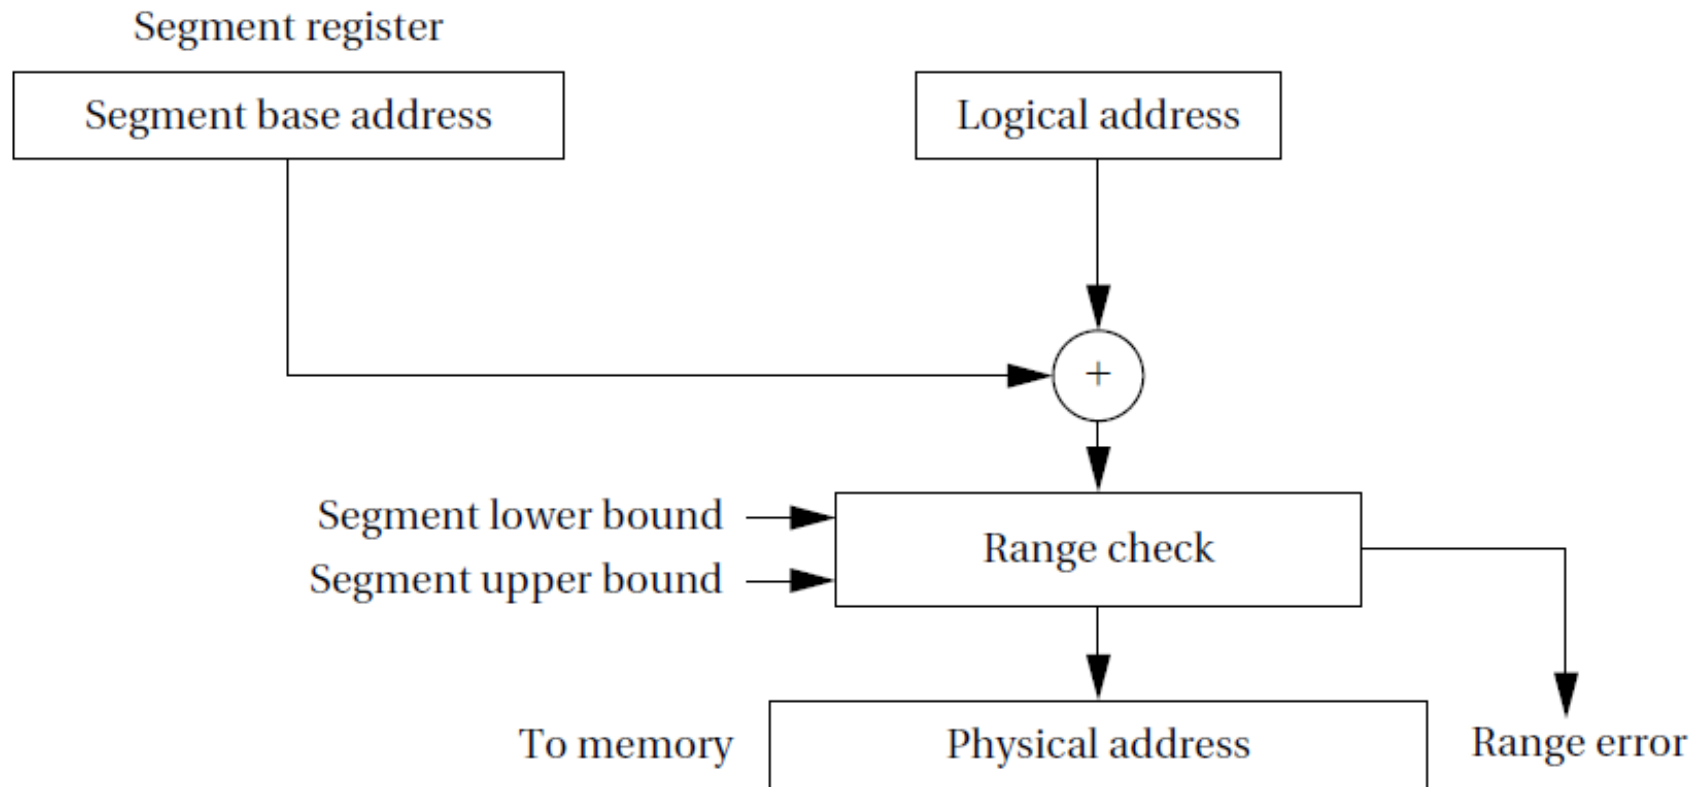 Segment register
Segment base address
Logical address
+
Segment lower bound
Range check
Segment upper bound
To memory
Physical address
Range error